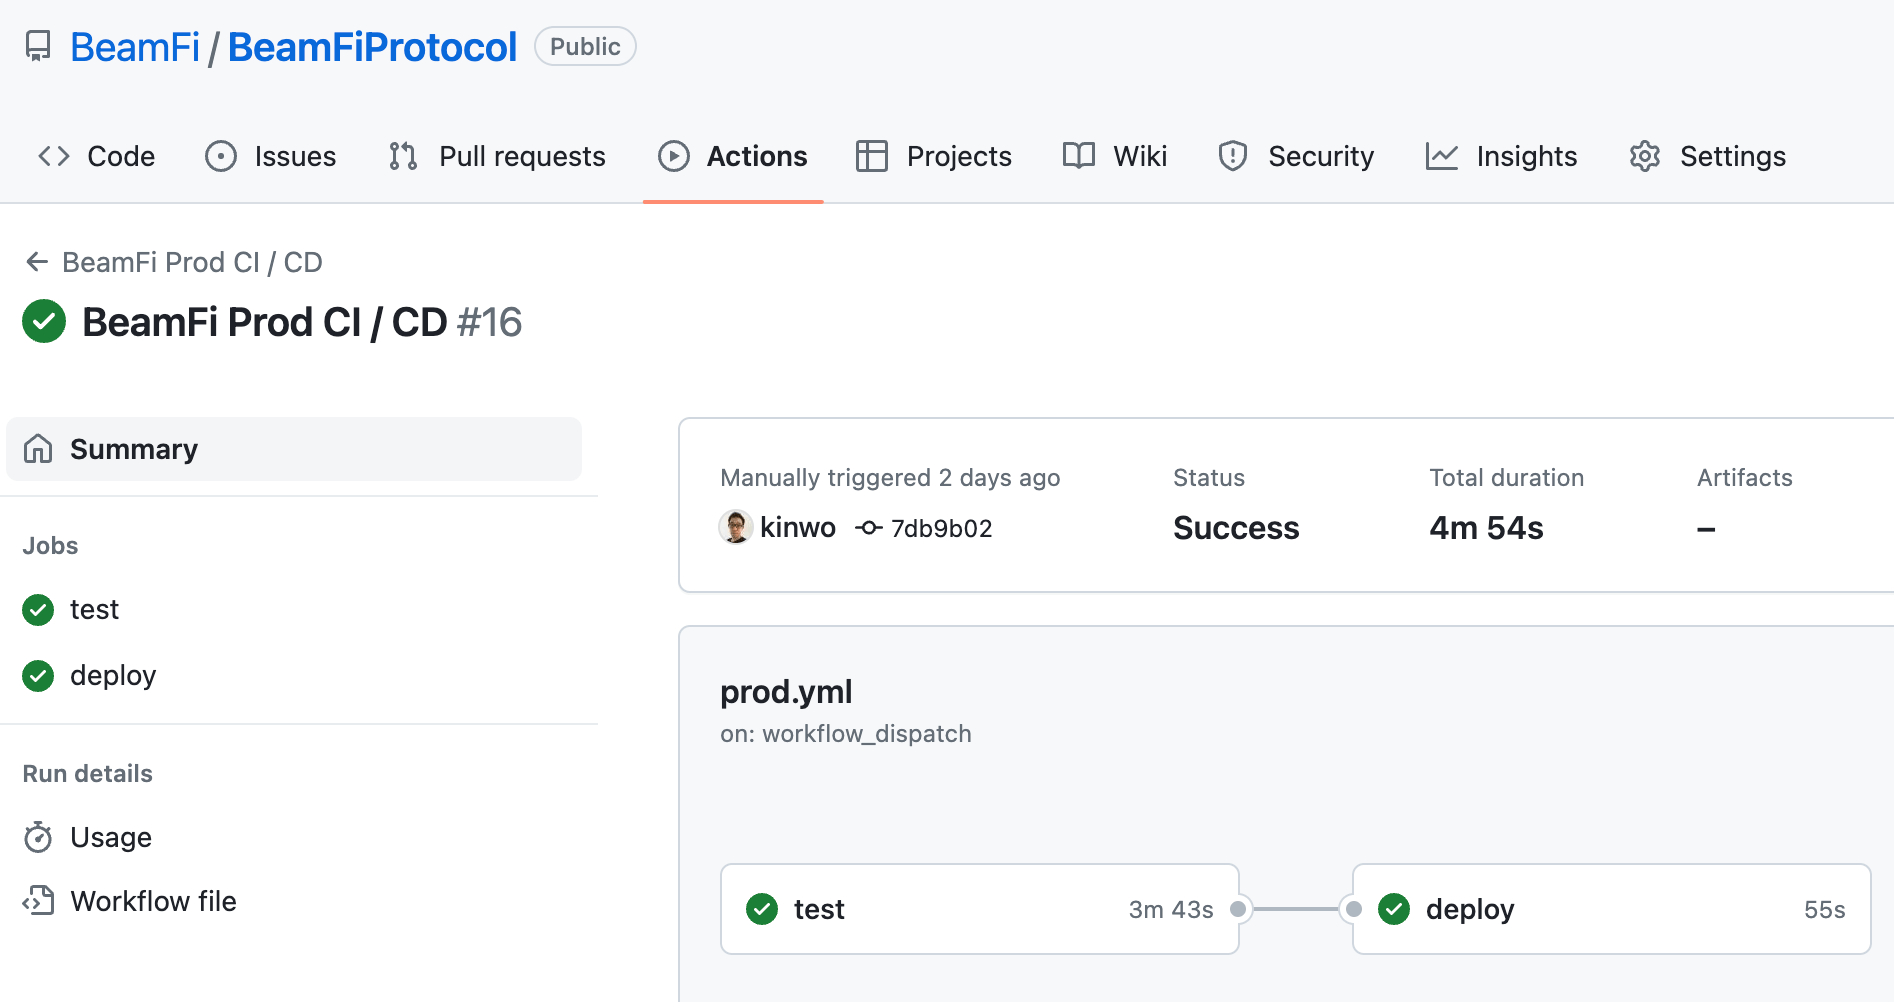 BeamFi / BeamFiProtocol Public
Code Issues Pull requests Actions Projects Wiki Security Insights Settings
BeamFi Prod CI / CD
BeamFi Prod CI / CD #16
Summary
Jobs
test
deploy
Run details
Usage
Workflow file
Manually triggered 2 days ago Status Total duration Artifacts
kinwo 7db9b02 Success 4m 54s –
prod.yml
on: workflow_dispatch
test 3m 43s deploy 55s